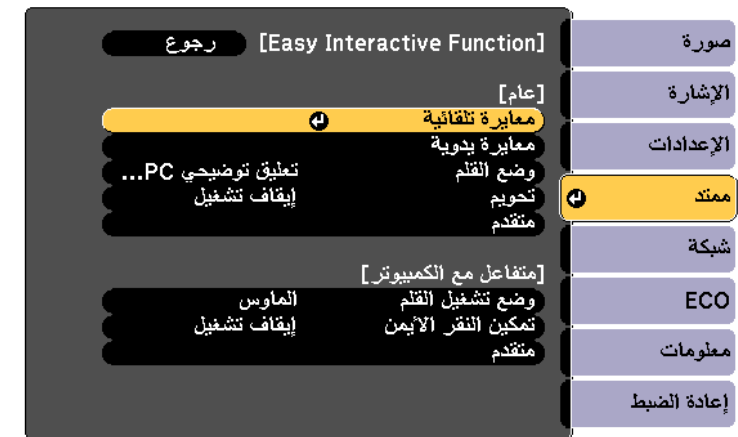 صورة
الإشارة
الإعدادات
ممتد
شبكة
ECO
معلومات
إعادة الضبط
[Easy Interactive Function] رجوع
[عام]
معايرة تلقائية
معايرة يدوية
وضع القلم تعليق توضيحي PC...
تحويم إيقاف تشغيل
متقدم
[متفاعل مع الكمبيوتر]
وضع تشغيل القلم الماوس
تمكين النقر الأيمن إيقاف تشغيل
متقدم